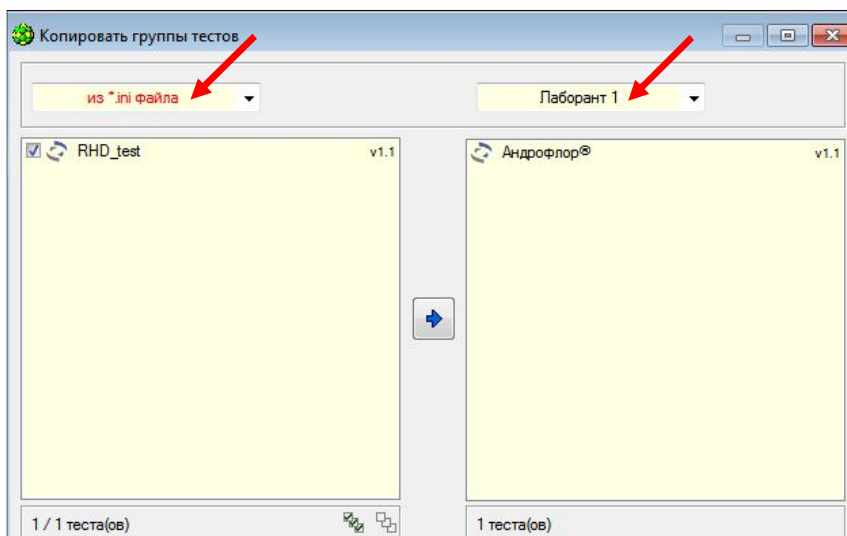 Копировать группы тестов
из *.ini файла
Лаборант 1
RHD_test v1.1
Андрофлор® v1.1
1 / 1 теста(ов)
1 теста(ов)